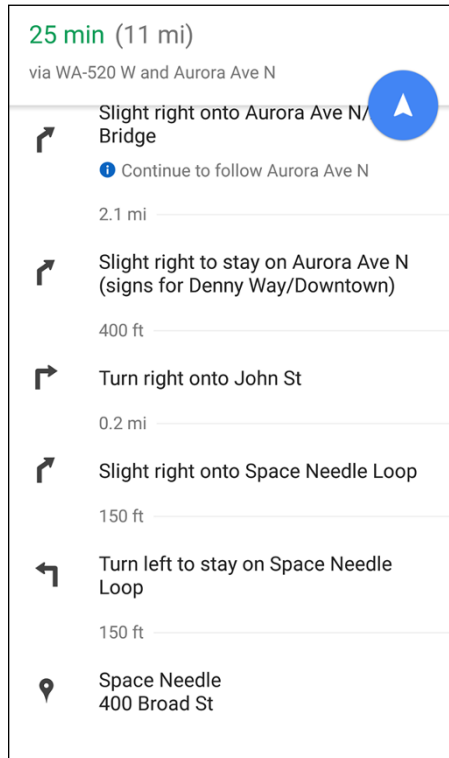 25 min (11 mi)
via WA-520 W and Aurora Ave N
Slight right onto Aurora Ave N/
Bridge
Continue to follow Aurora Ave N
2.1 mi
Slight right to stay on Aurora Ave N
(signs for Denny Way/Downtown)
400 ft
Turn right onto John St
0.2 mi
Slight right onto Space Needle Loop
150 ft
Turn left to stay on Space Needle
Loop
150 ft
Space Needle
400 Broad St